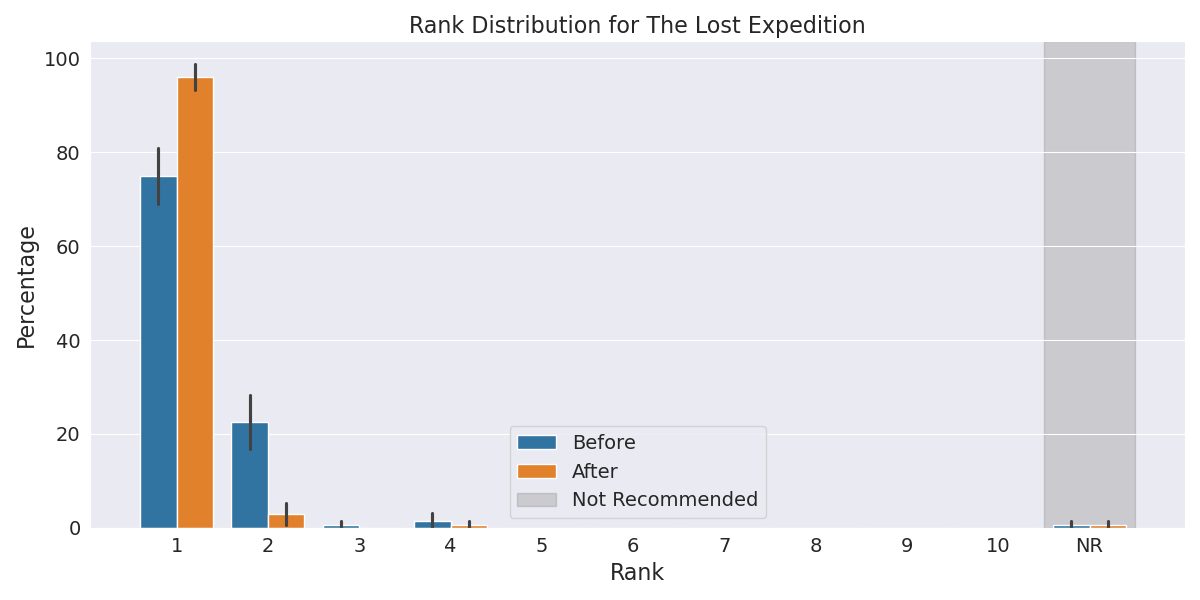 Rank Distribution for The Lost Expedition
Percentage
100
80
60
40
20
0
Before
After
Not Recommended
1 2 3 4 5 6 7 8 9 10 NR
Rank